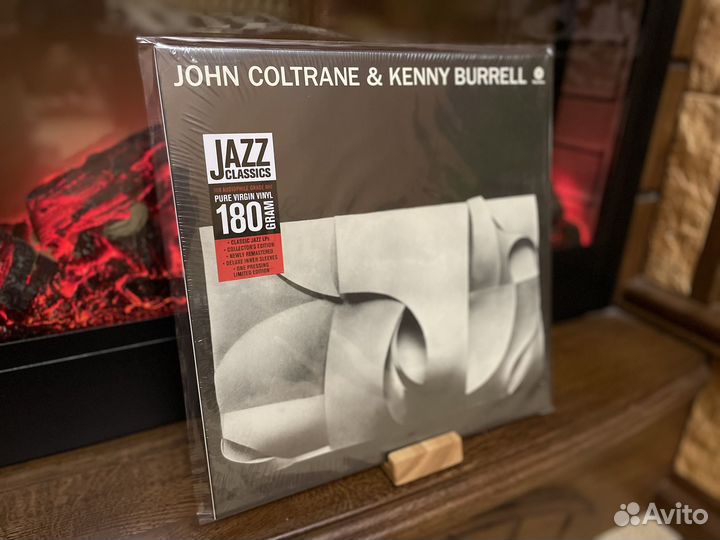 JOHN COLTRANE & KENNY BURRELL
JAZZ
CLASSICS
PURE VIRGIN VINYL
180 GRAM
• CLASSIC JAZZ LPs
• COLLECTOR'S EDITION
• NEWLY REMASTERED
• DELUXE INNER SLEEVES
• ONE PRESSING
LIMITED EDITION
Avito